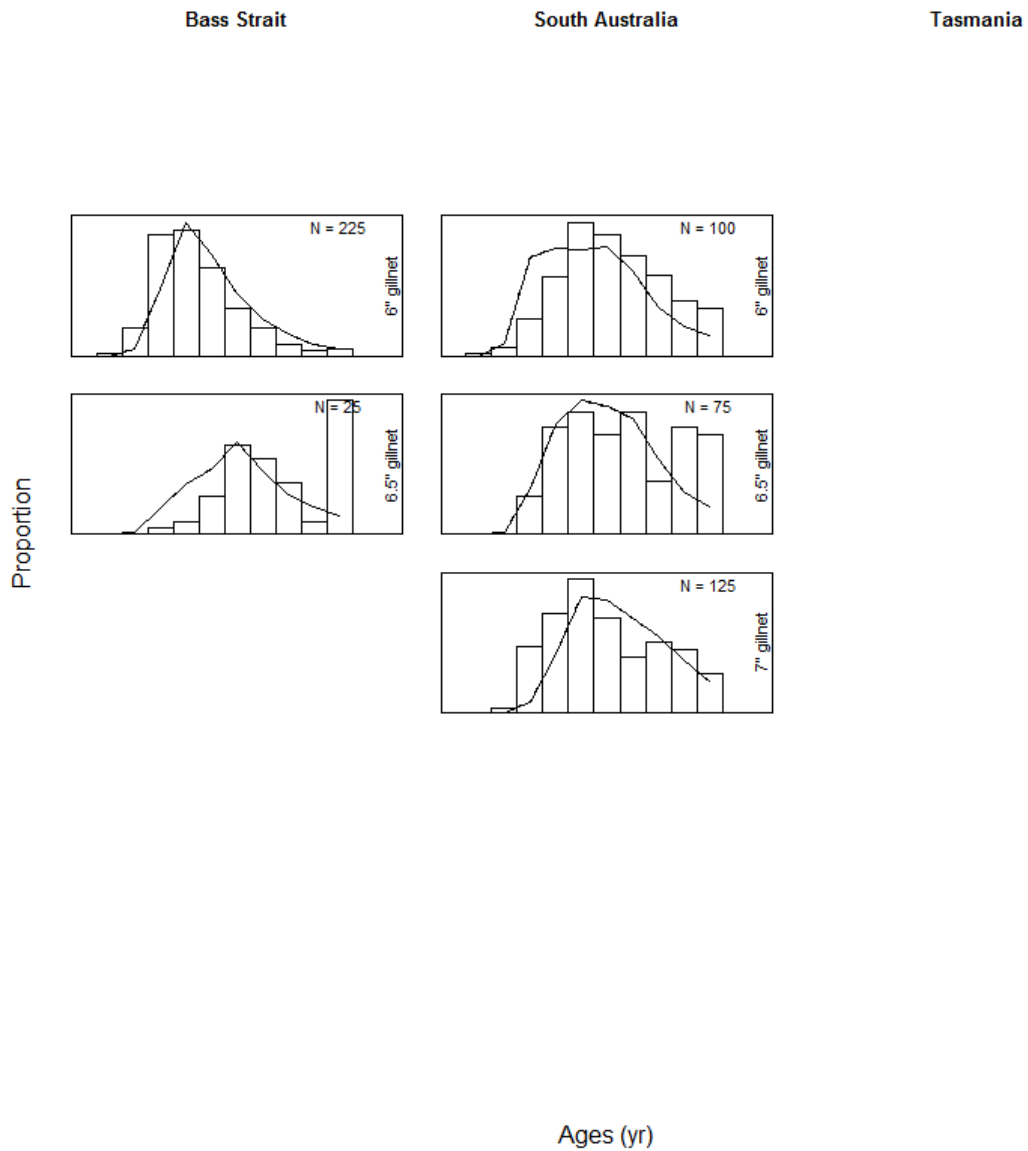 Bass Strait
South Australia
Tasmania
N = 225
6" gillnet
N = 100
6" gillnet
N = 25
6.5" gillnet
N = 75
6.5" gillnet
N = 125
7" gillnet
Proportion
Ages (yr)